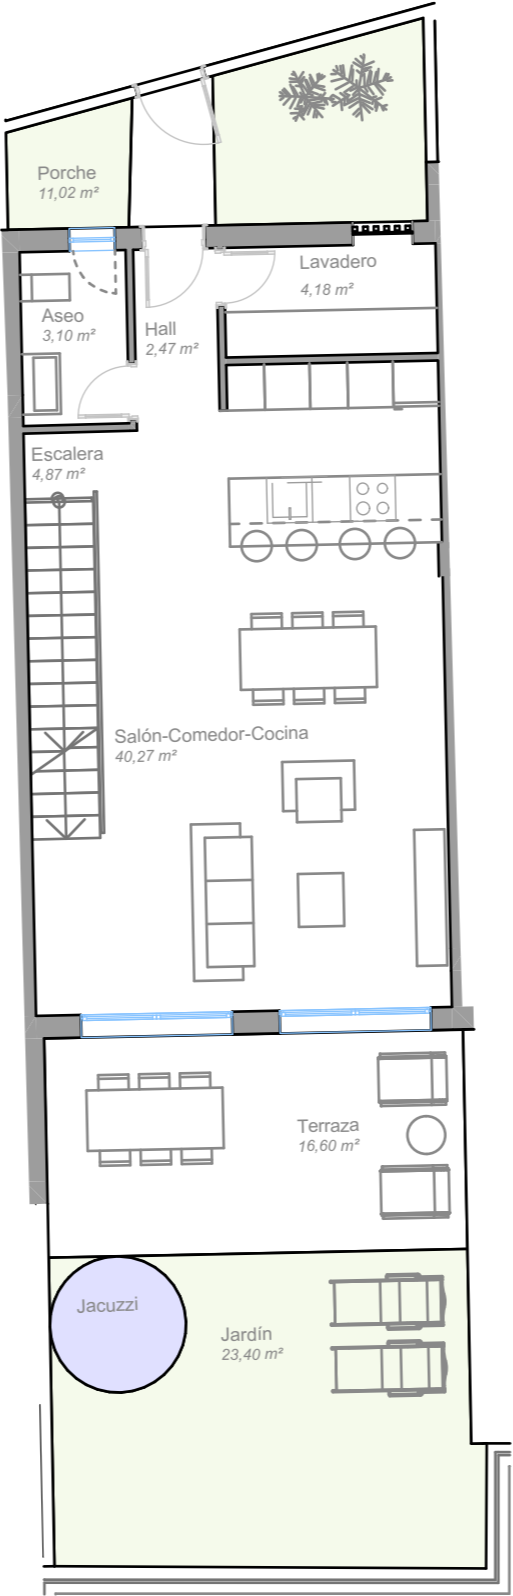 Porche
11,02 m²
Lavadero
4,18 m²
Aseo
3,10 m²
Hall
2,47 m²
Escalera
4,87 m²
Salón-Comedor-Cocina
40,27 m²
Terraza
16,60 m²
Jacuzzi
Jardín
23,40 m²